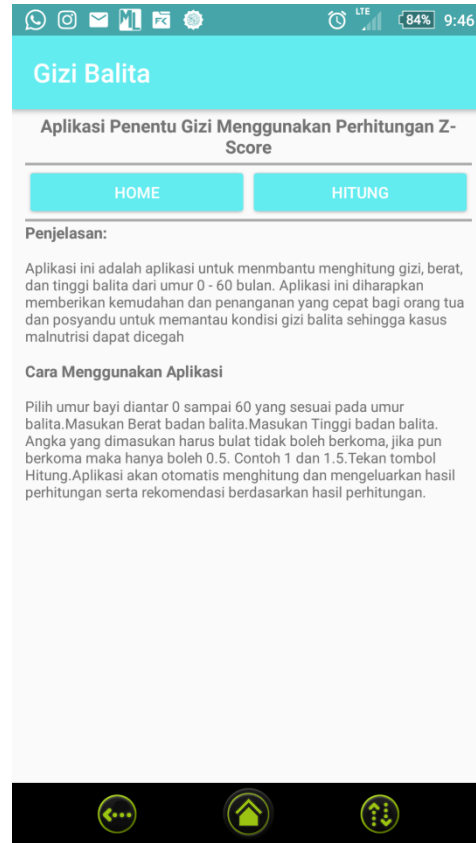 LTE
84% 9:46
Gizi Balita
Aplikasi Penentu Gizi Menggunakan Perhitungan Z-
Score
HOME
HITUNG
Penjelasan:
Aplikasi ini adalah aplikasi untuk menmbantu menghitung gizi, berat,
dan tinggi balita dari umur 0 - 60 bulan. Aplikasi ini diharapkan
memberikan kemudahan dan penanganan yang cepat bagi orang tua
dan posyandu untuk memantau kondisi gizi balita sehingga kasus
malnutrisi dapat dicegah
Cara Menggunakan Aplikasi
Pilih umur bayi diantar 0 sampai 60 yang sesuai pada umur
balita.Masukan Berat badan balita.Masukan Tinggi badan balita.
Angka yang dimasukan harus bulat tidak boleh berkoma, jika pun
berkoma maka hanya boleh 0.5. Contoh 1 dan 1.5.Tekan tombol
Hitung.Aplikasi akan otomatis menghitung dan mengeluarkan hasil
perhitungan serta rekomendasi berdasarkan hasil perhitungan.